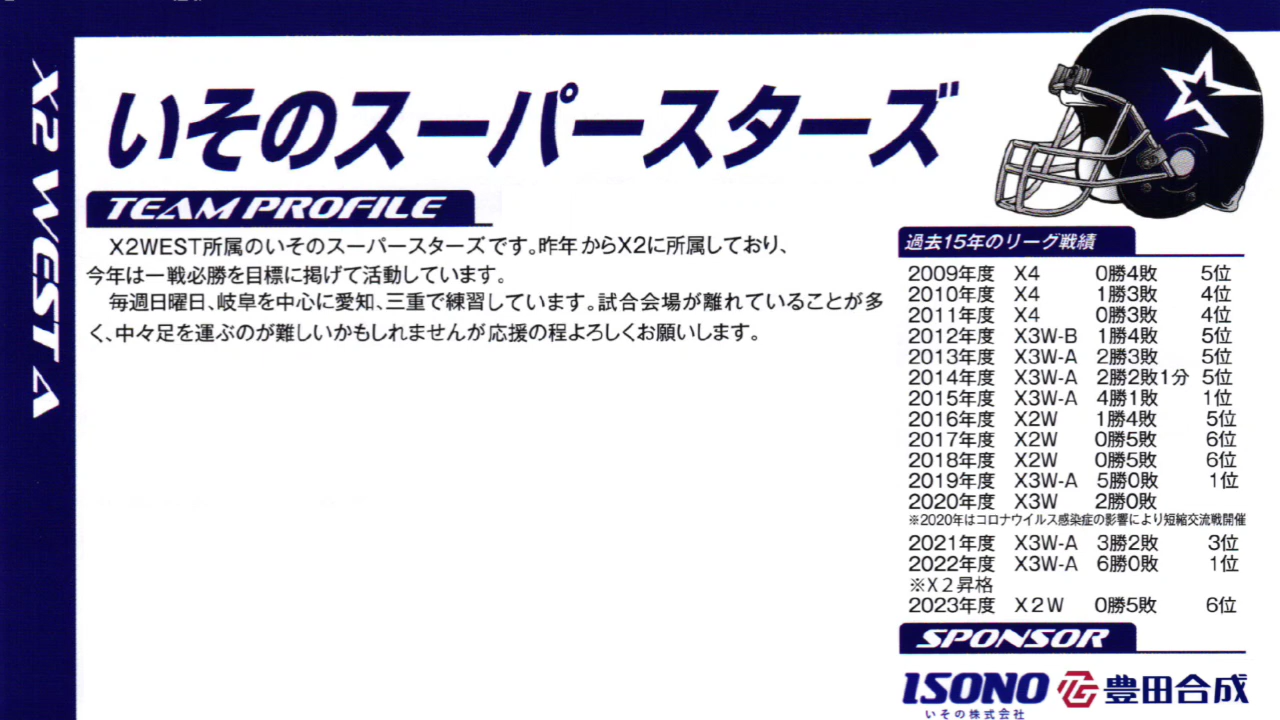 X2 WEST A
いそのスーパースターズ
TEAM PROFILE
X2WEST所属のいそのスーパースターズです。昨年からX2に所属しており、
今年は一戦必勝を目標に掲げて活動しています。
毎週日曜日、岐阜を中心に愛知、三重で練習しています。試合会場が離れていることが多
く、中々足を運ぶのが難しいかもしれませんが応援の程よろしくお願いします。
過去15年のリーグ戦績
2009年度 X4 0勝4敗 5位
2010年度 X4 1勝3敗 4位
2011年度 X4 0勝3敗 4位
2012年度 X3W-B 1勝4敗 5位
2013年度 X3W-A 2勝3敗 5位
2014年度 X3W-A 2勝2敗1分 5位
2015年度 X3W-A 4勝1敗 1位
2016年度 X2W 1勝4敗 5位
2017年度 X2W 0勝5敗 6位
2018年度 X2W 0勝5敗 6位
2019年度 X3W-A 5勝0敗 1位
2020年度 X3W 2勝0敗
※2020年はコロナウイルス感染症の影響により短縮交流戦開催
2021年度 X3W-A 3勝2敗 3位
2022年度 X3W-A 6勝0敗 1位
※X2昇格
2023年度 X2W 0勝5敗 6位
SPONSOR
ISONO
いその株式会社
TG 豊田合成